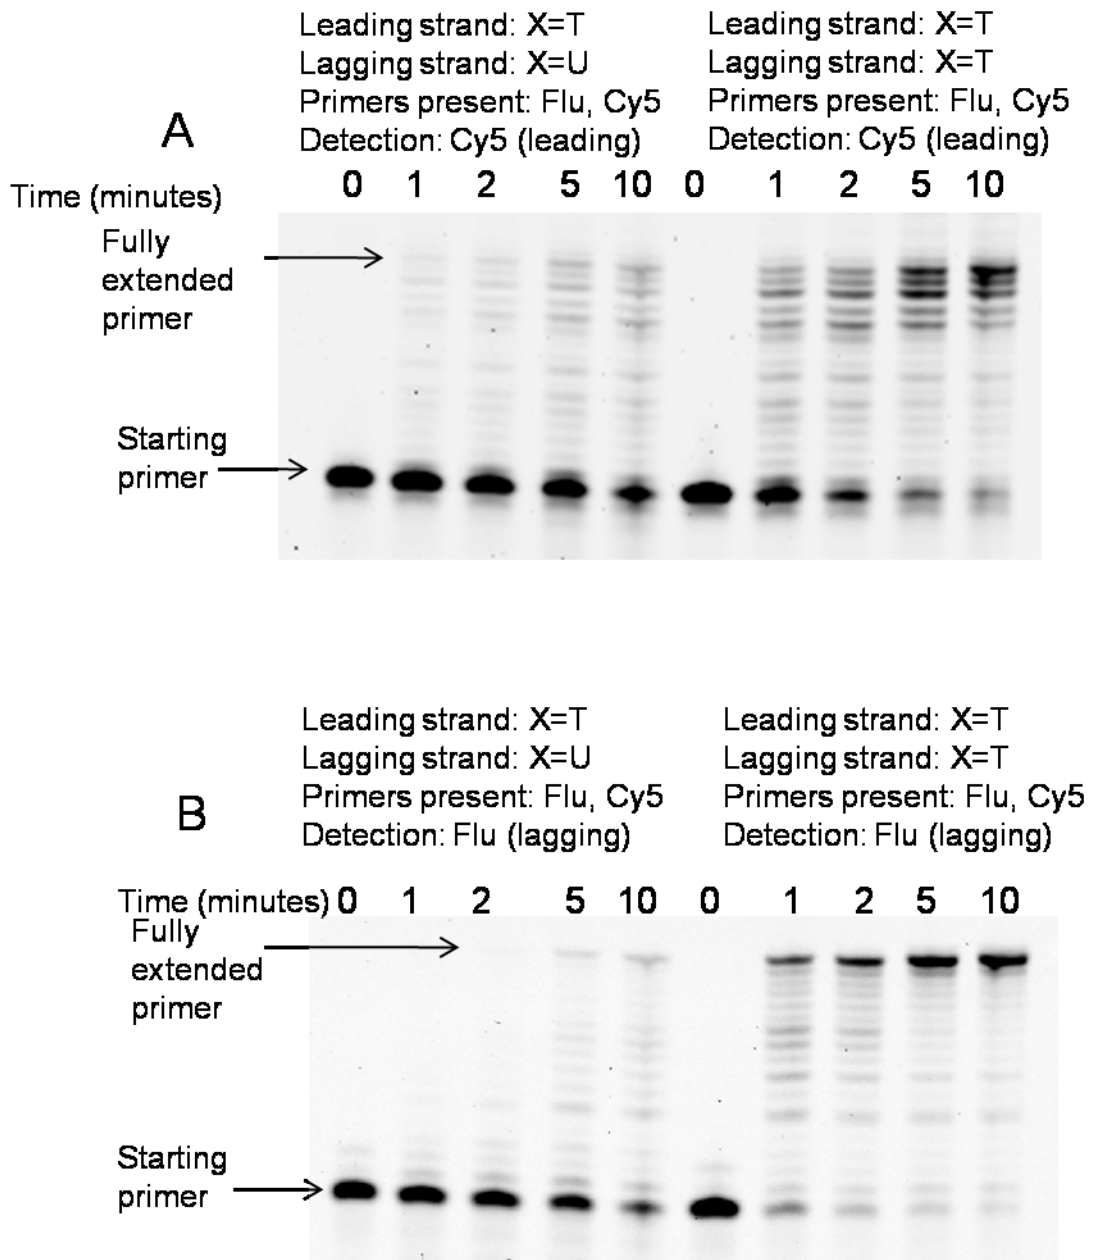 Leading strand: X=T
Lagging strand: X=U
Primers present: Flu, Cy5
Detection: Cy5 (leading)
Leading strand: X=T
Lagging strand: X=T
Primers present: Flu, Cy5
Detection: Cy5 (leading)
A
Time (minutes) 0 1 2 5 10 0 1 2 5 10
Fully
extended
primer
Starting
primer
Leading strand: X=T
Lagging strand: X=U
Primers present: Flu, Cy5
Detection: Flu (lagging)
Leading strand: X=T
Lagging strand: X=T
Primers present: Flu, Cy5
Detection: Flu (lagging)
B
Time (minutes) 0 1 2 5 10 0 1 2 5 10
Fully
extended
primer
Starting
primer